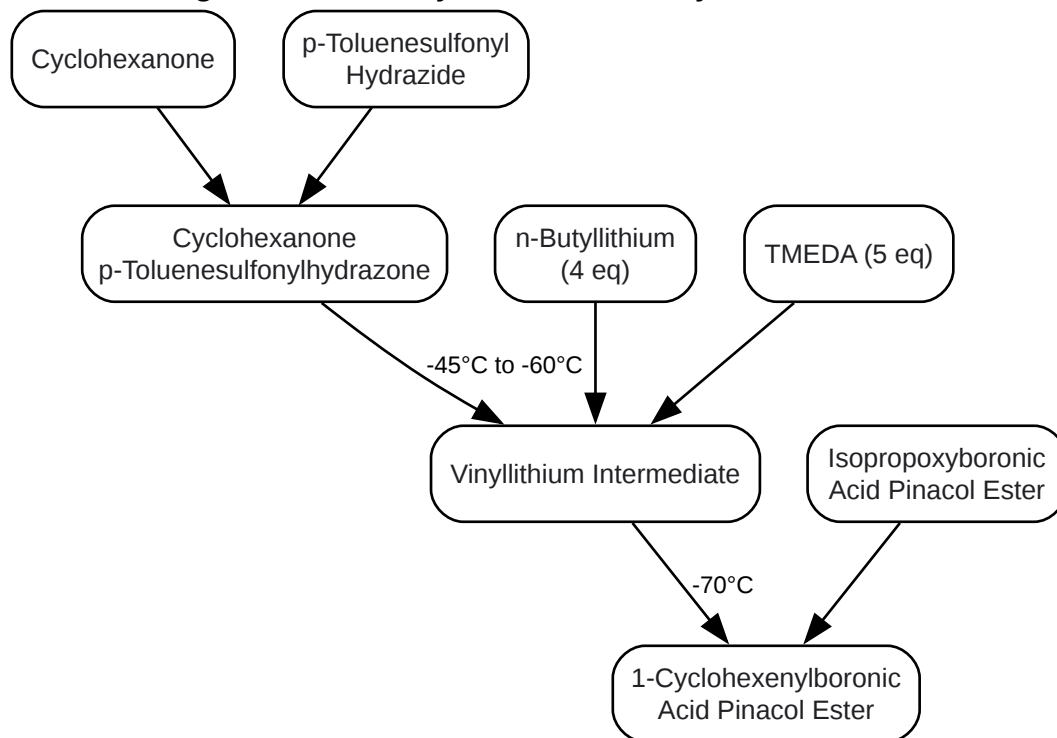 Cyclohexanone
p-Toluenesulfonyl
Hydrazide
Cyclohexanone
p-Toluenesulfonylhydrazone
n-Butyllithium
(4 eq)
TMEDA (5 eq)
-45°C to -60°C
Vinyllithium Intermediate
Isopropoxyboronic
Acid Pinacol Ester
-70°C
1-Cyclohexenylboronic
Acid Pinacol Ester